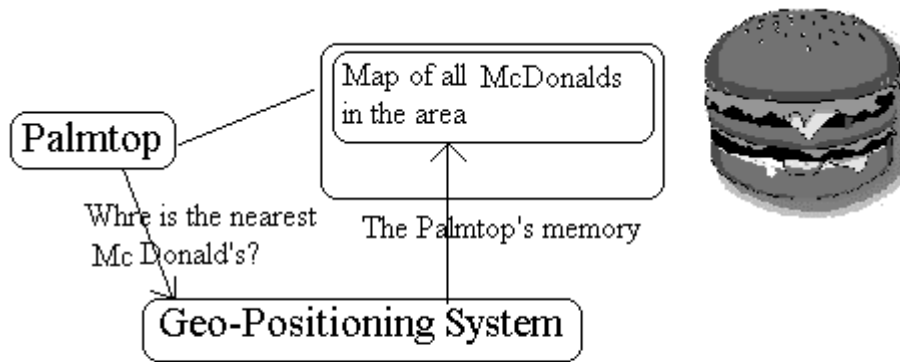 Map of all McDonalds
in the area
Palmtop
Whre is the nearest
Mc Donald's?
The Palmtop's memory
Geo-Positioning System